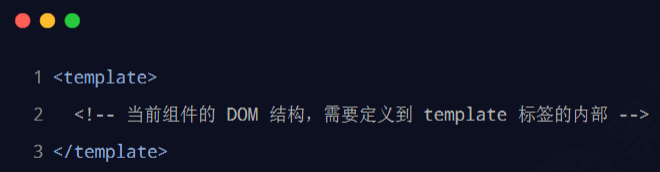 1 <template>
2 <!-- 当前组件的 DOM 结构，需要定义到 template 标签的内部 -->
3 </template>